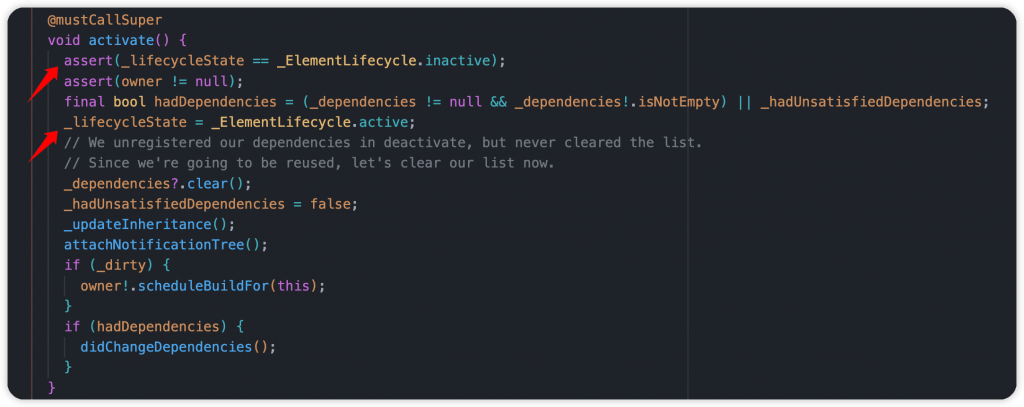 @mustCallSuper
void activate() {
  assert(_lifecycleState == _ElementLifecycle.inactive);
  assert(owner != null);
  final bool hadDependencies = (_dependencies != null && _dependencies!.isNotEmpty) || _hadUnsatisfiedDependencies;
  _lifecycleState = _ElementLifecycle.active;
  // We unregistered our dependencies in deactivate, but never cleared the list.
  // Since we're going to be reused, let's clear our list now.
  _dependencies?.clear();
  _hadUnsatisfiedDependencies = false;
  _updateInheritance();
  attachNotificationTree();
  if (_dirty) {
    owner!.scheduleBuildFor(this);
  }
  if (hadDependencies) {
    didChangeDependencies();
  }
}